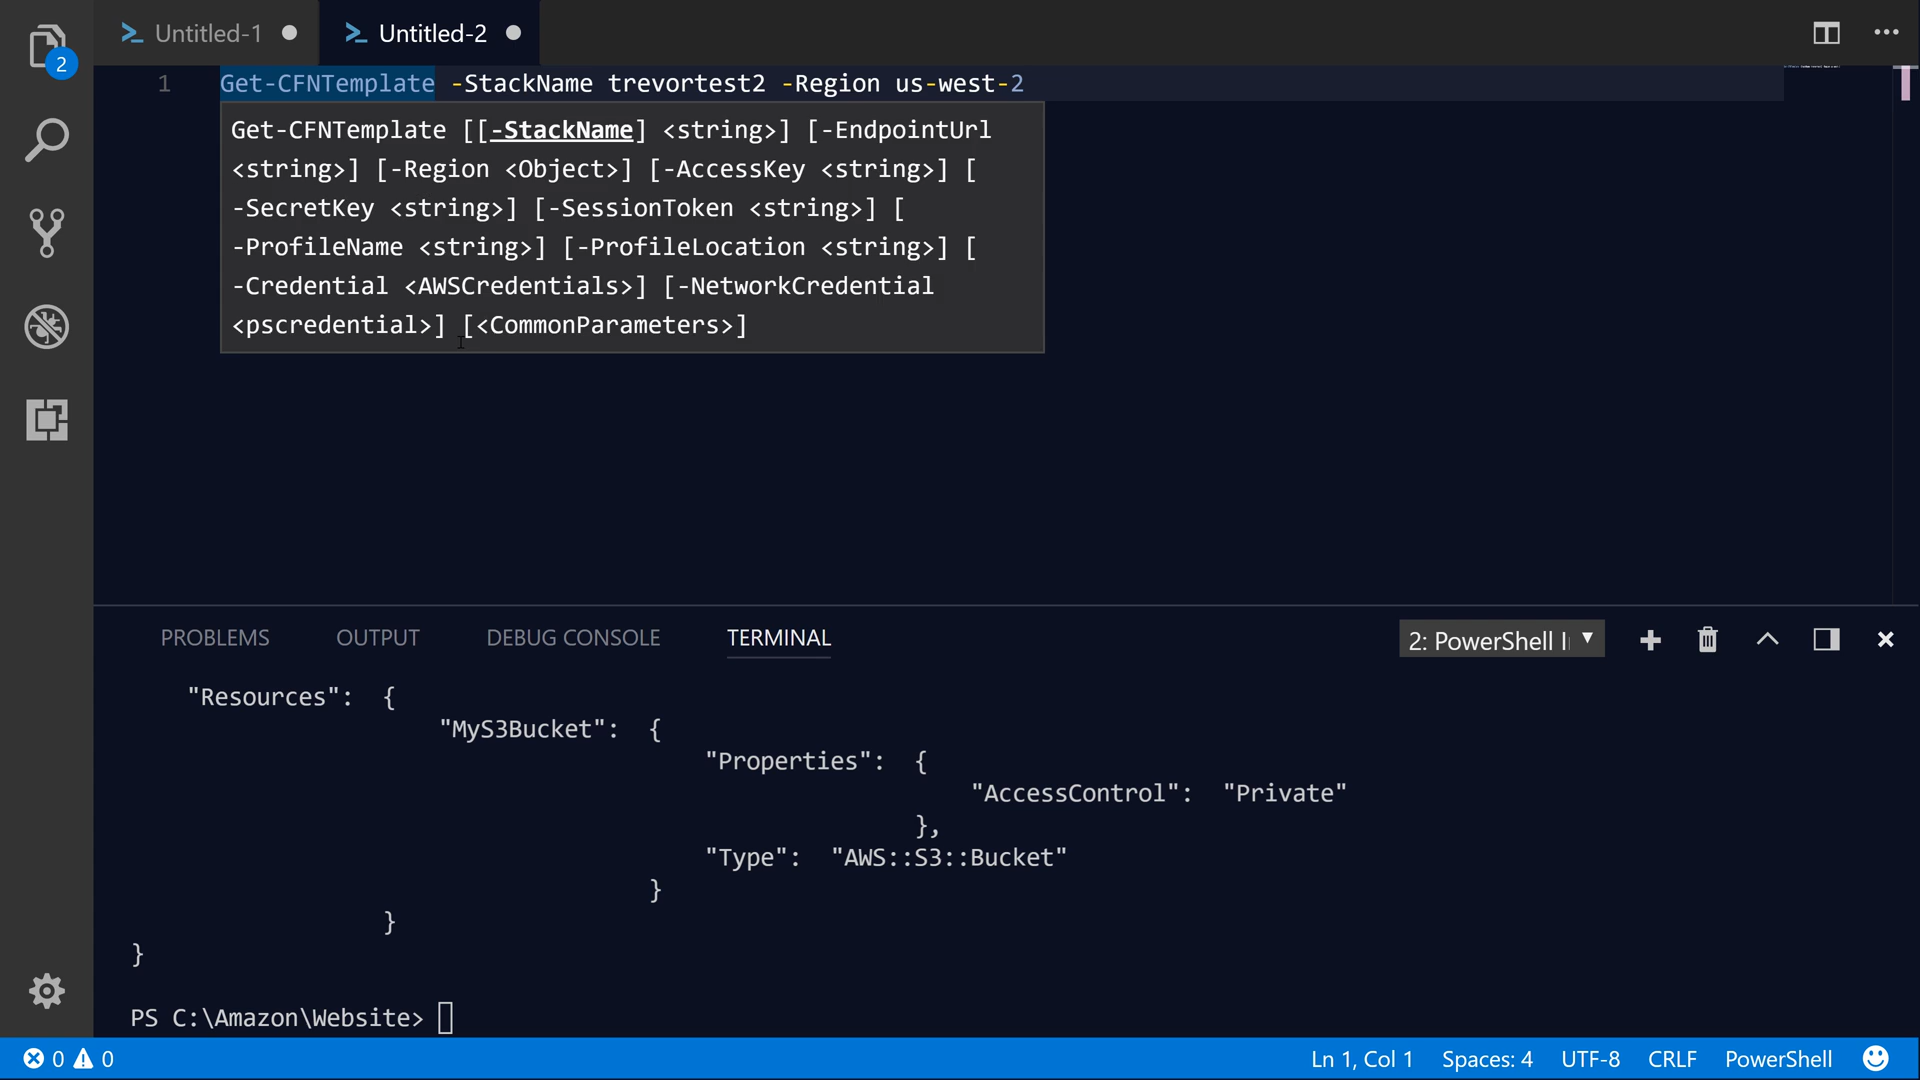 Untitled-1
Untitled-2
2
1 Get-CFNTemplate -StackName trevortest2 -Region us-west-2
Get-CFNTemplate [[-StackName] <string>] [-EndpointUrl
<string>] [-Region <Object>] [-AccessKey <string>] [
-SecretKey <string>] [-SessionToken <string>] [
-ProfileName <string>] [-ProfileLocation <string>] [
-Credential <AWSCredentials>] [-NetworkCredential
<pscredential>] [<CommonParameters>]
PROBLEMS OUTPUT DEBUG CONSOLE TERMINAL 2: PowerShell I
"Resources": {
"MyS3Bucket": {
"Properties": {
"AccessControl": "Private"
},
"Type": "AWS::S3::Bucket"
}
}
}
PS C:\Amazon\Website>
0 0 Ln 1, Col 1 Spaces: 4 UTF-8 CRLF PowerShell